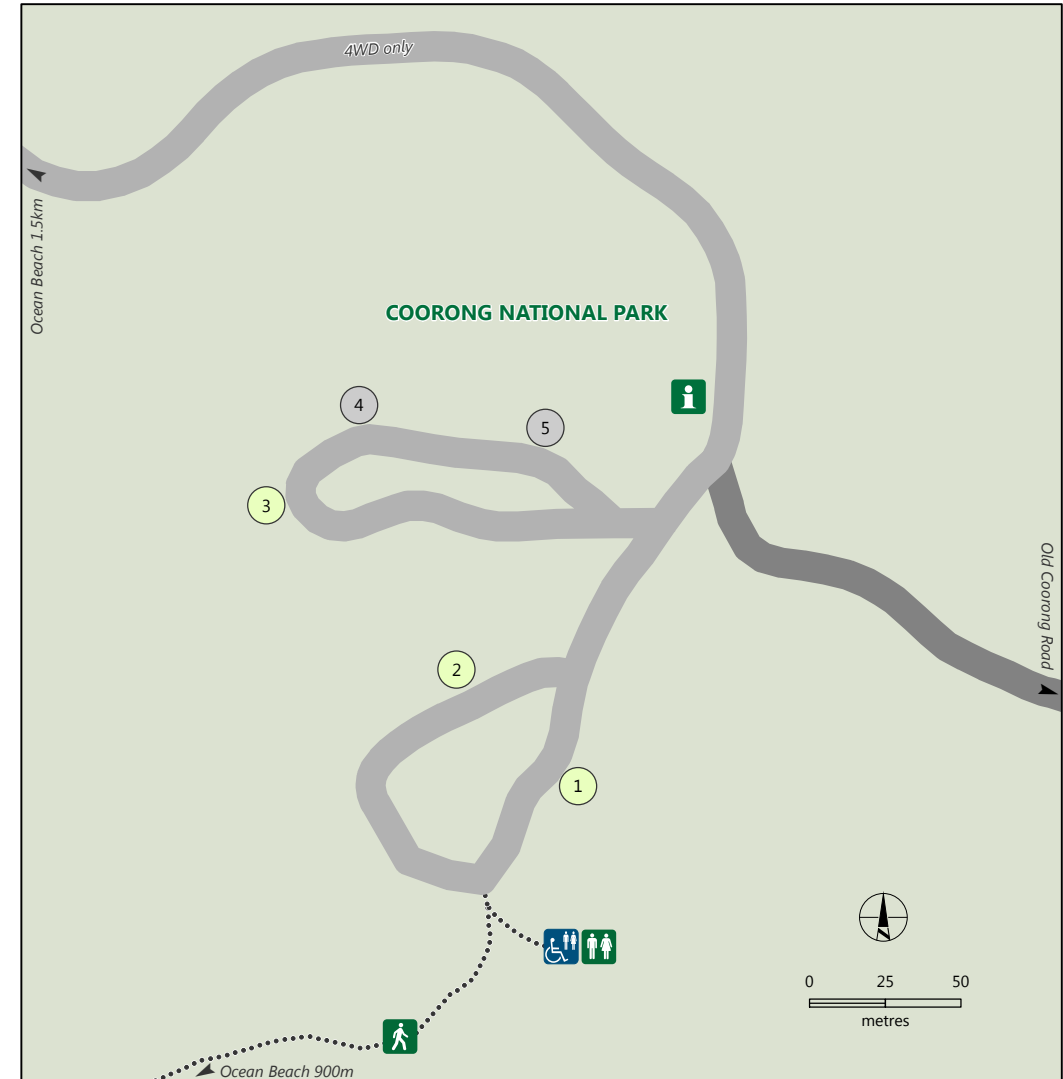 4WD only
Ocean Beach 1.5km
COORONG NATIONAL PARK
4
5
3
Old Coorong Road
2
1
0 25 50
metres
Ocean Beach 900m